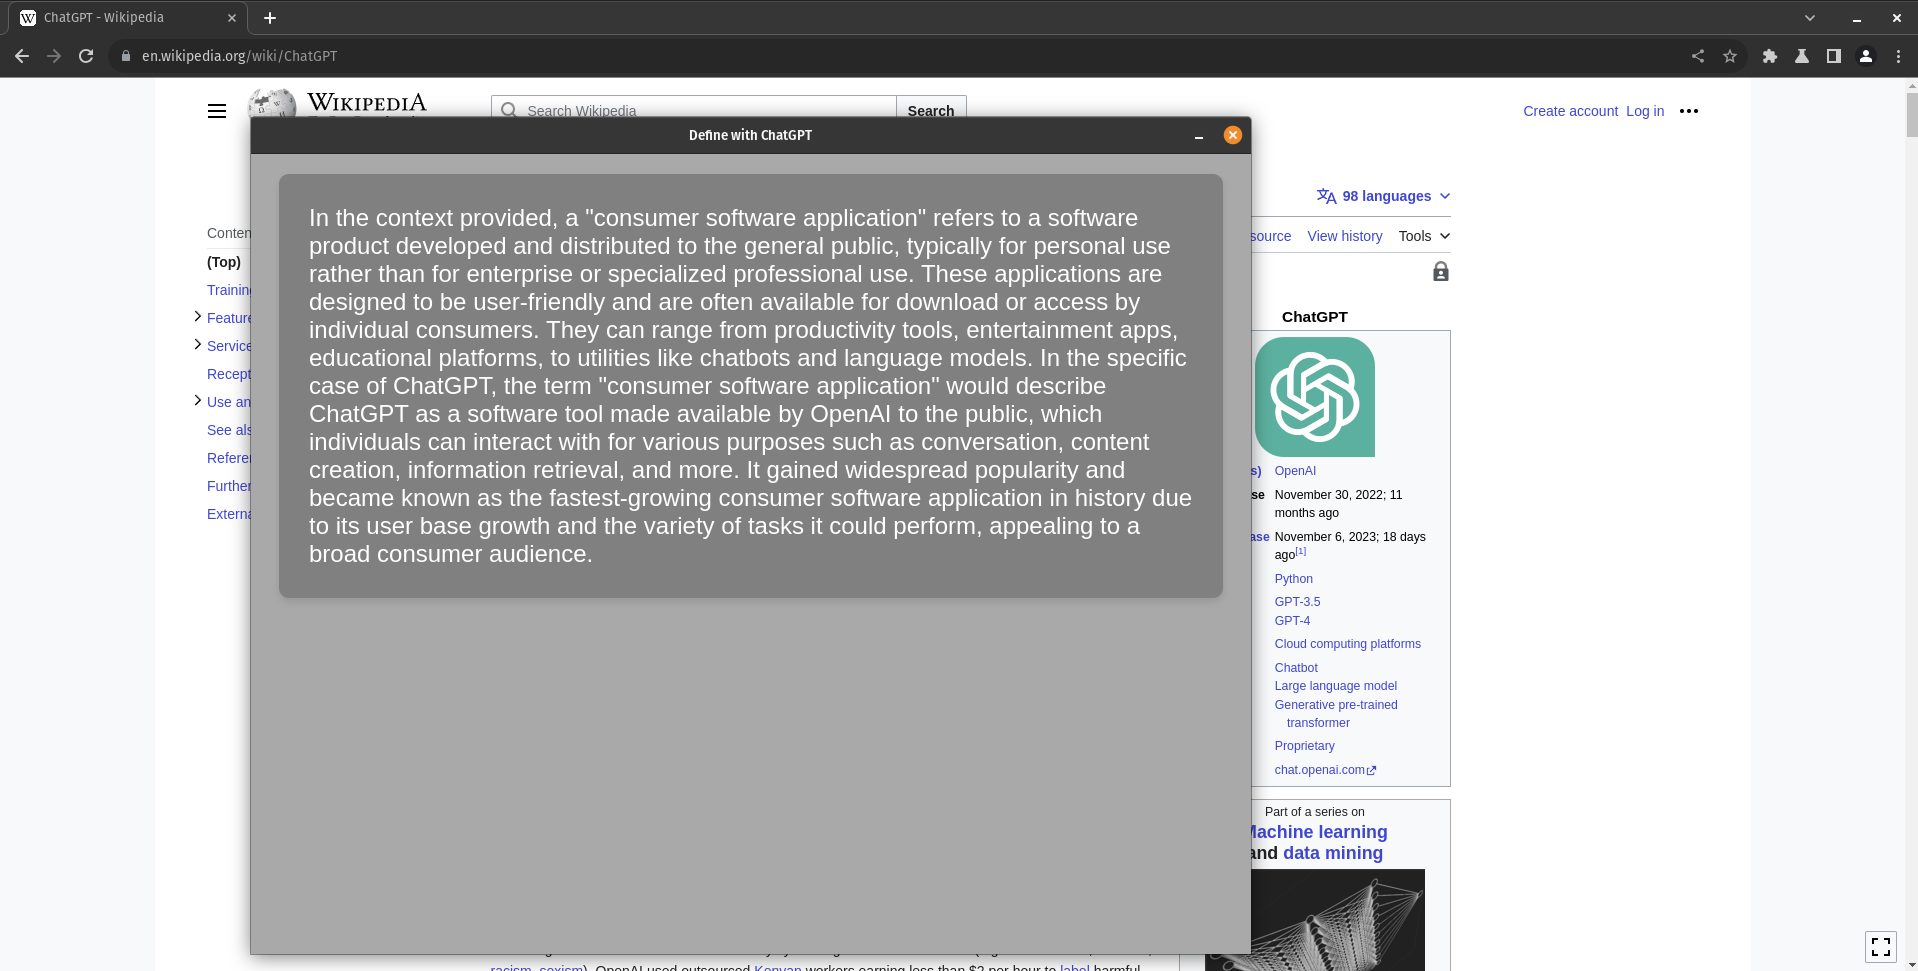 ChatGPT - Wikipedia
en.wikipedia.org/wiki/ChatGPT
WIKIPEDIA
Search Wikipedia
Search
Create account Log in
Define with ChatGPT
In the context provided, a "consumer software application" refers to a software
product developed and distributed to the general public, typically for personal use
rather than for enterprise or specialized professional use. These applications are
designed to be user-friendly and are often available for download or access by
individual consumers. They can range from productivity tools, entertainment apps,
educational platforms, to utilities like chatbots and language models. In the specific
case of ChatGPT, the term "consumer software application" would describe
ChatGPT as a software tool made available by OpenAI to the public, which
individuals can interact with for various purposes such as conversation, content
creation, information retrieval, and more. It gained widespread popularity and
became known as the fastest-growing consumer software application in history due
to its user base growth and the variety of tasks it could perform, appealing to a
broad consumer audience.
Conten
(Top)
Training
Feature
Service
Recept
Use an
See als
Referen
Further
Externa
98 languages
source View history Tools
ChatGPT
s) OpenAI
se November 30, 2022; 11
months ago
ase November 6, 2023; 18 days
ago[1]
Python
GPT-3.5
GPT-4
Cloud computing platforms
Chatbot
Large language model
Generative pre-trained
transformer
Proprietary
chat.openai.com
Part of a series on
Machine learning
and data mining
racism, sexism). OpenAI used outsourced Kenyan workers earning less than $2 per hour to label harmful